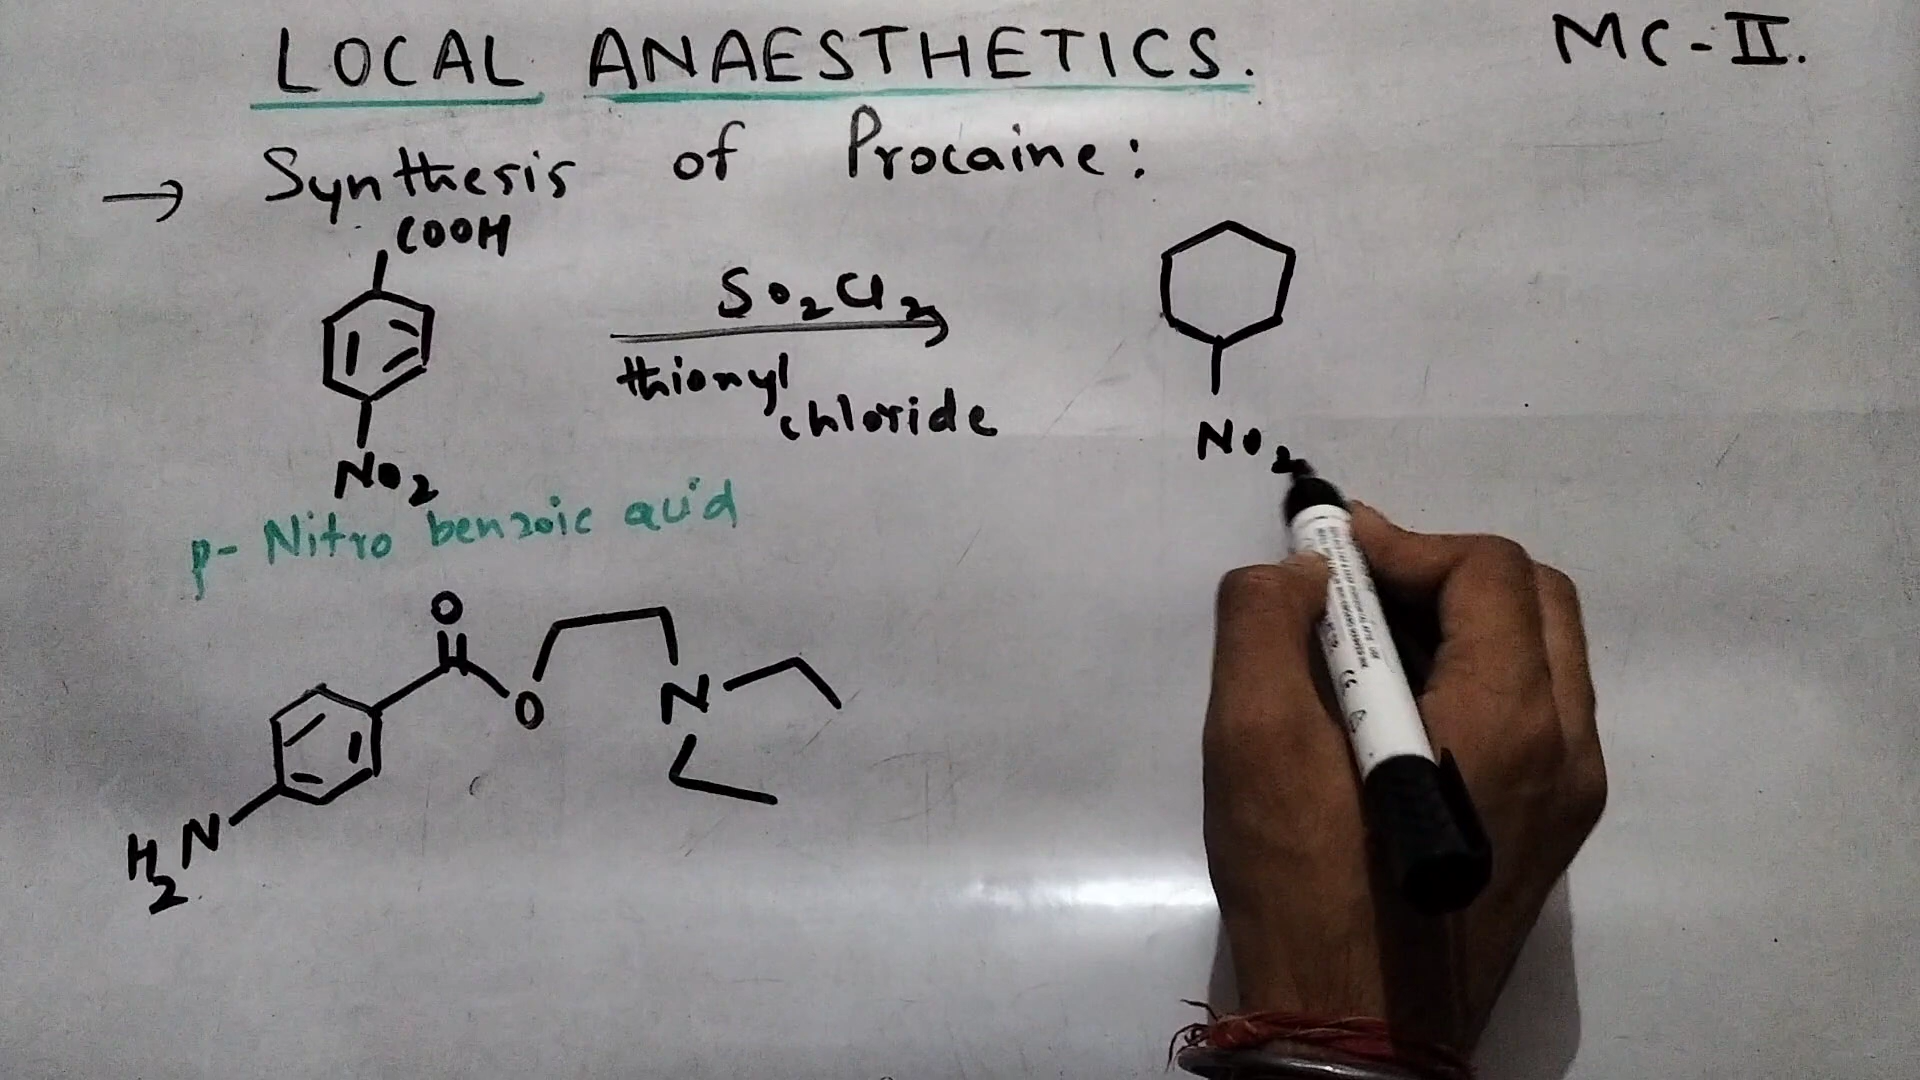 LOCAL ANAESTHETICS.
MC-II.
→ Synthesis of Procaine:
COOH
SO₂Cl₂
thionyl
chloride
NO₂
NO₂
p-Nitro benzoic acid
O
O
N
H₂N